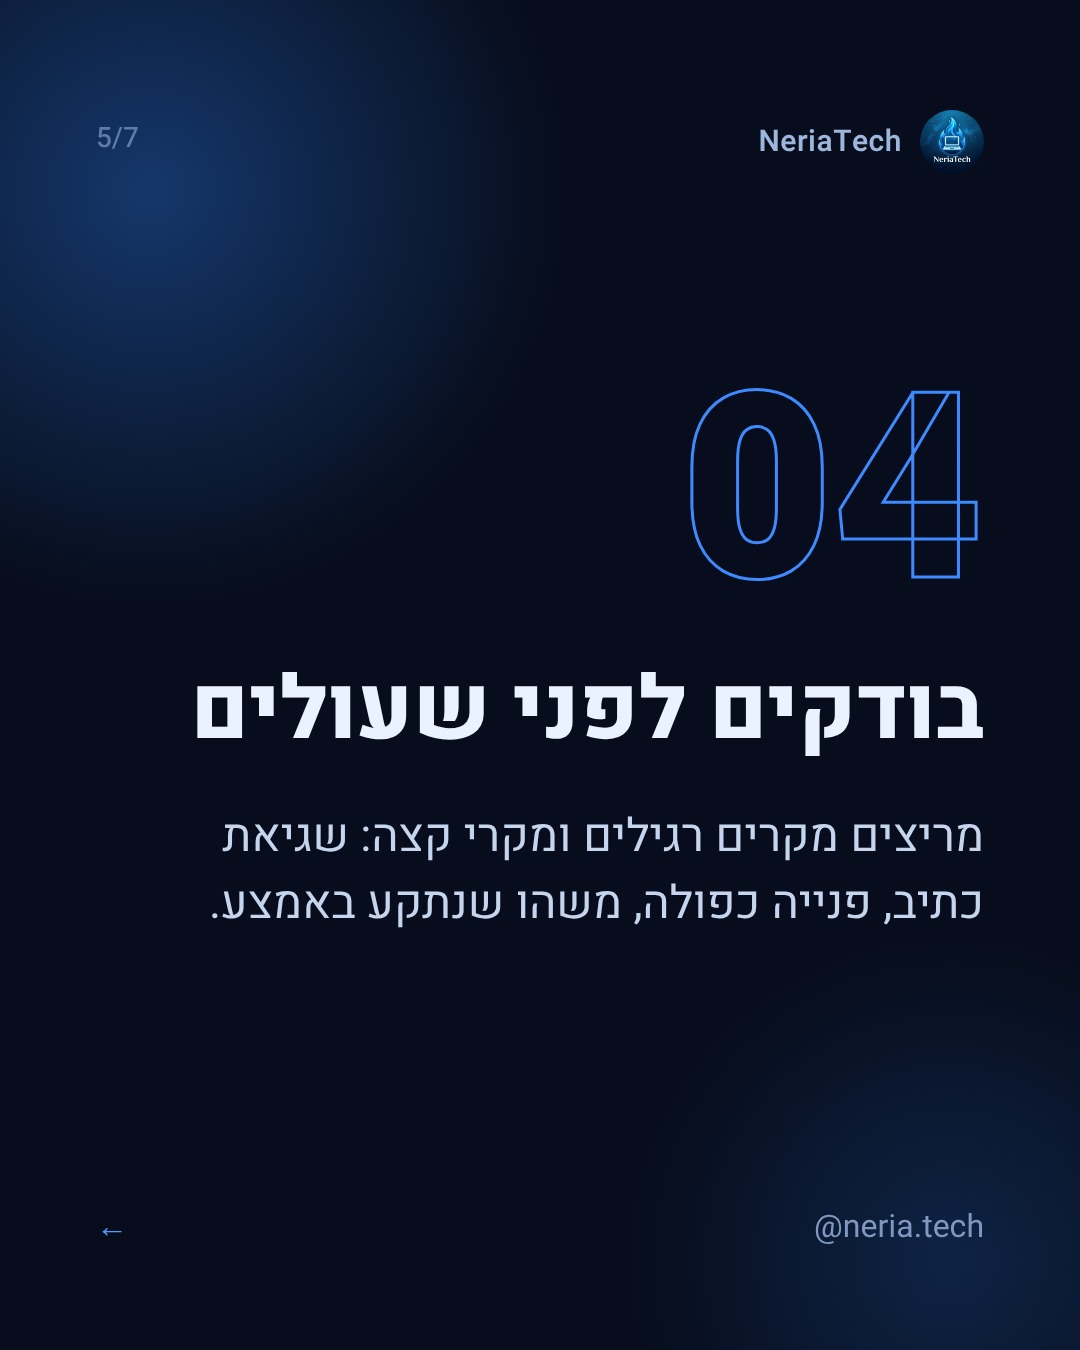 NeriaTech
NeriaTech
5/7
04
בודקים לפני שעולים
מריצים מקרים רגילים ומקרי קצה: שגיאת
כתיב, פנייה כפולה, משהו שנתקע באמצע.
@neria.tech
←